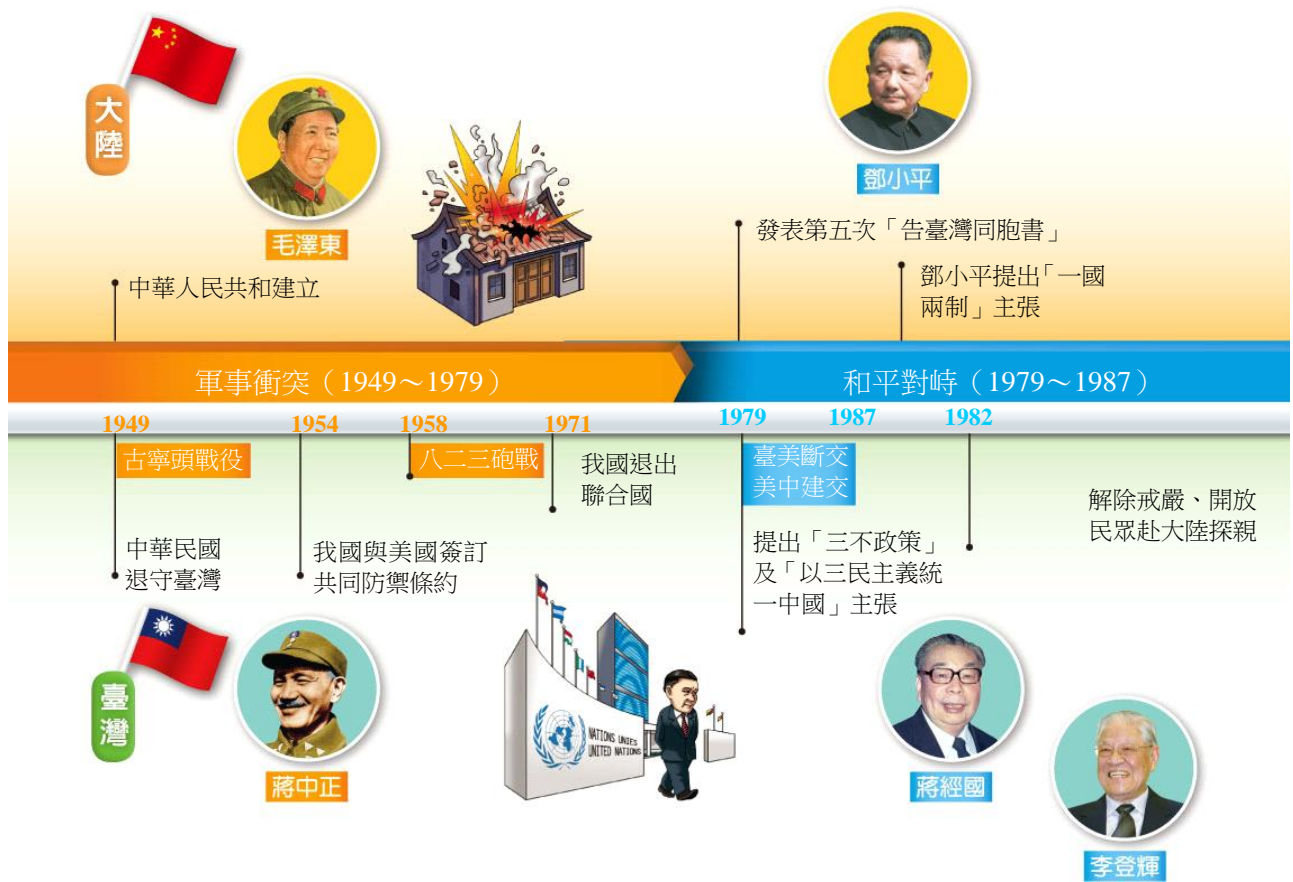 大陸
毛澤東
鄧小平
發表第五次「告臺灣同胞書」
中華人民共和建立
鄧小平提出「一國
兩制」主張
軍事衝突（1949～1979）
和平對峙（1979～1987）
1949
1954
1958
1971
1979
1987
1982
古寧頭戰役
八二三砲戰
我國退出
聯合國
臺美斷交
美中建交
解除戒嚴、開放
民眾赴大陸探親
中華民國
退守臺灣
我國與美國簽訂
共同防禦條約
提出「三不政策」
及「以三民主義統
一中國」主張
臺灣
蔣中正
NATIONS UNIES
UNITED NATIONS
蔣經國
李登輝